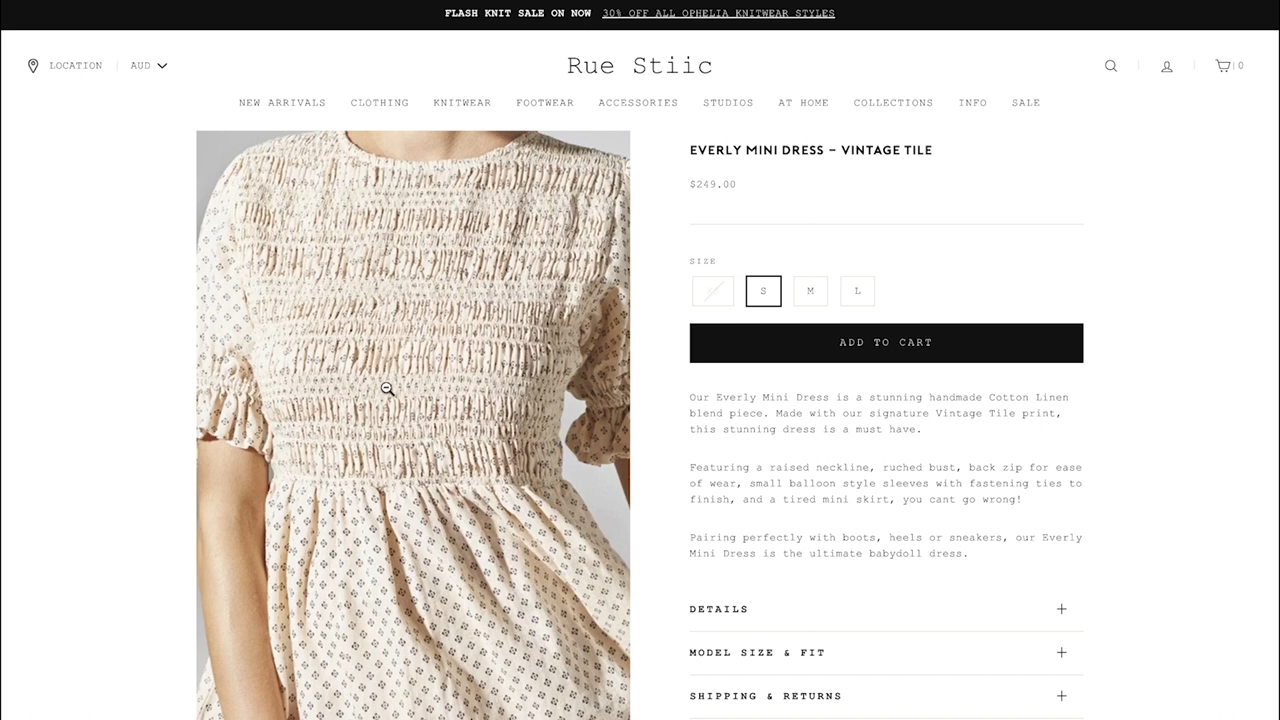 FLASH KNIT SALE ON NOW 30% OFF ALL OPHELIA KNITWEAR STYLES
LOCATION AUD
Rue Stiic
0
NEW ARRIVALS CLOTHING KNITWEAR FOOTWEAR ACCESSORIES STUDIOS AT HOME COLLECTIONS INFO SALE
EVERLY MINI DRESS – VINTAGE TILE
$249.00
SIZE
S M L
ADD TO CART
Our Everly Mini Dress is a stunning handmade Cotton Linen
blend piece. Made with our signature Vintage Tile print,
this stunning dress is a must have.
Featuring a raised neckline, ruched bust, back zip for ease
of wear, small balloon style sleeves with fastening ties to
finish, and a tired mini skirt, you cant go wrong!
Pairing perfectly with boots, heels or sneakers, our Everly
Mini Dress is the ultimate babydoll dress.
DETAILS
MODEL SIZE & FIT
SHIPPING & RETURNS